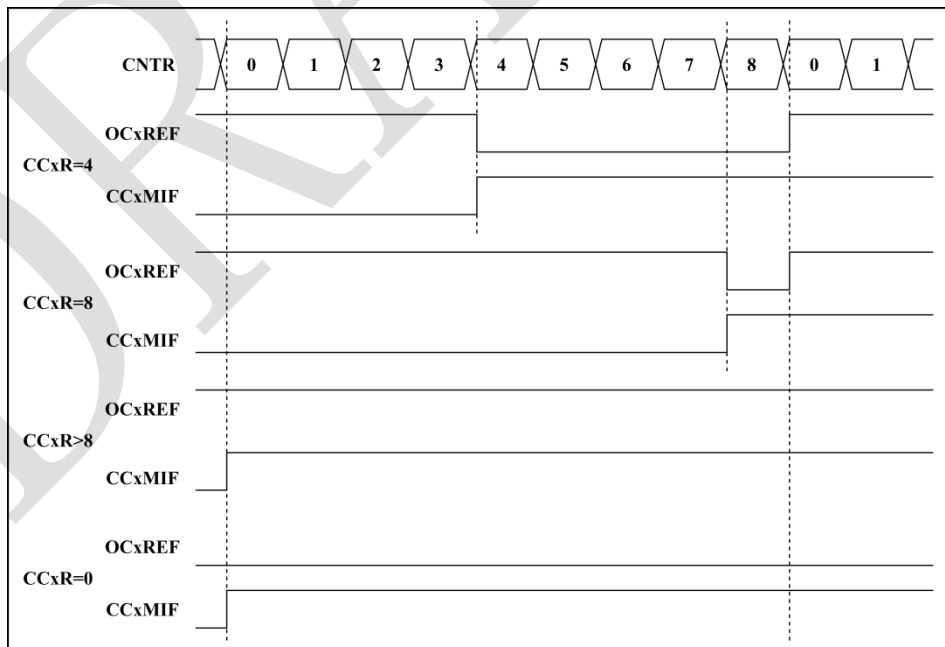 CNTR 0 1 2 3 4 5 6 7 8 0 1
OCxREF
CCxR=4
CCxMIF
OCxREF
CCxR=8
CCxMIF
OCxREF
CCxR>8
CCxMIF
OCxREF
CCxR=0
CCxMIF